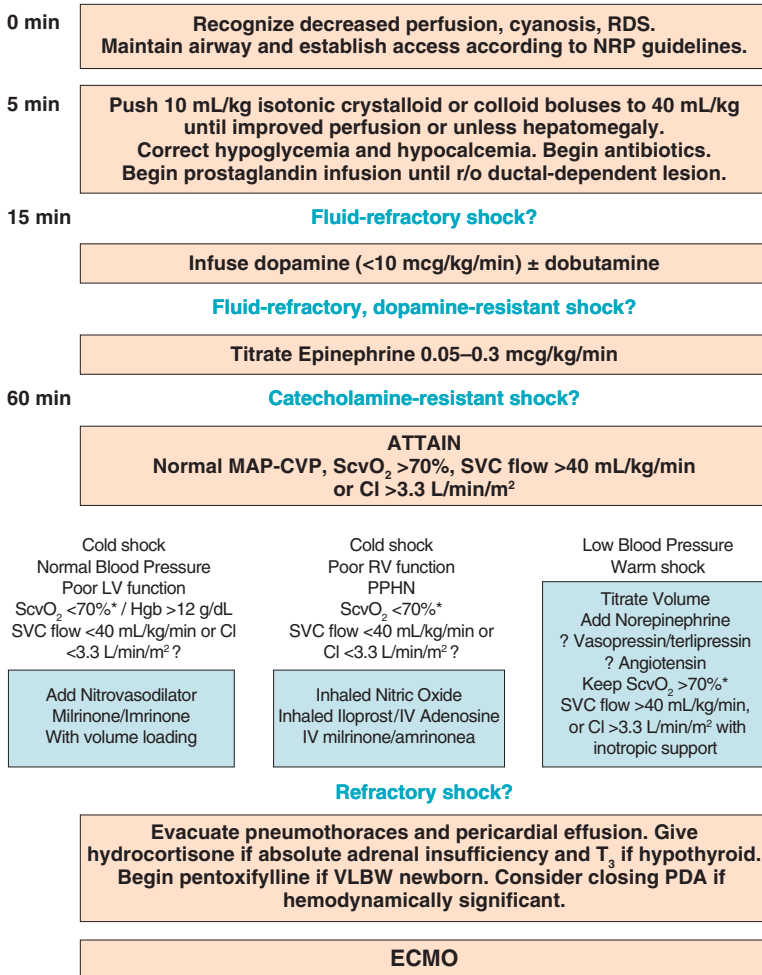 0 min
Recognize decreased perfusion, cyanosis, RDS.
Maintain airway and establish access according to NRP guidelines.
5 min
Push 10 mL/kg isotonic crystalloid or colloid boluses to 40 mL/kg
until improved perfusion or unless hepatomegaly.
Correct hypoglycemia and hypocalcemia. Begin antibiotics.
Begin prostaglandin infusion until r/o ductal-dependent lesion.
15 min
Fluid-refractory shock?
Infuse dopamine (<10 mcg/kg/min) ± dobutamine
Fluid-refractory, dopamine-resistant shock?
Titrate Epinephrine 0.05–0.3 mcg/kg/min
60 min
Catecholamine-resistant shock?
ATTAIN
Normal MAP-CVP, ScvO₂ >70%, SVC flow >40 mL/kg/min
or Cl >3.3 L/min/m²
Cold shock
Normal Blood Pressure
Poor LV function
ScvO₂ <70%* / Hgb >12 g/dL
SVC flow <40 mL/kg/min or Cl
<3.3 L/min/m² ?
Add Nitrovasodilator
Milrinone/Imrinone
With volume loading
Cold shock
Poor RV function
PPHN
ScvO₂ <70%*
SVC flow <40 mL/kg/min or
Cl <3.3 L/min/m² ?
Inhaled Nitric Oxide
Inhaled Iloprost/IV Adenosine
IV milrinone/amrinonea
Low Blood Pressure
Warm shock
Titrate Volume
Add Norepinephrine
? Vasopressin/terlipressin
? Angiotensin
Keep ScvO₂ >70%*
SVC flow >40 mL/kg/min,
or Cl >3.3 L/min/m² with
inotropic support
Refractory shock?
Evacuate pneumothoraces and pericardial effusion. Give
hydrocortisone if absolute adrenal insufficiency and T₃ if hypothyroid.
Begin pentoxifylline if VLBW newborn. Consider closing PDA if
hemodynamically significant.
ECMO